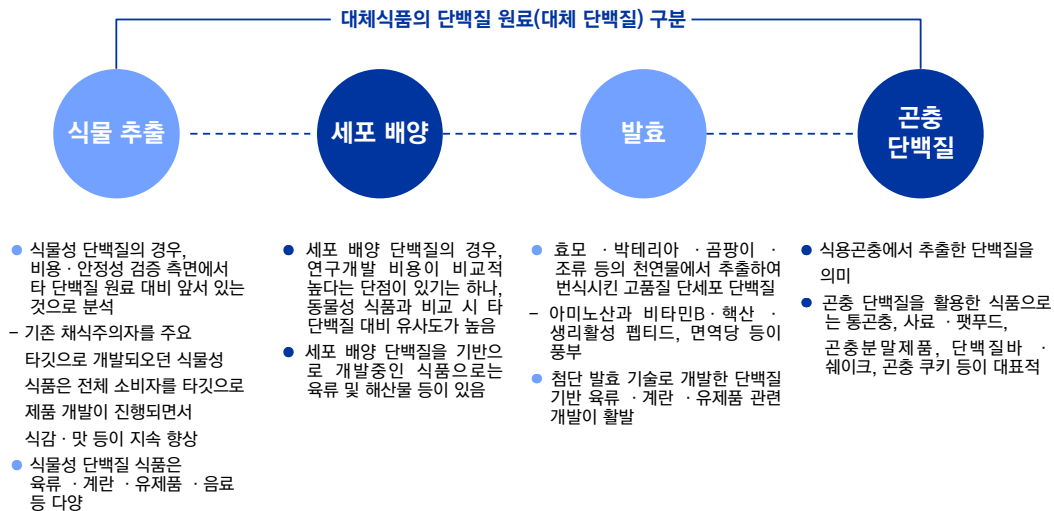 대체식품의 단백질 원료(대체 단백질) 구분
식물 추출
세포 배양
발효
곤충
단백질
● 식물성 단백질의 경우,
비용 · 안정성 검증 측면에서
타 단백질 원료 대비 앞서 있는
것으로 분석
– 기존 채식주의자를 주요
타깃으로 개발되오던 식물성
식품은 전체 소비자를 타깃으로
제품 개발이 진행되면서
식감 · 맛 등이 지속 향상
● 식물성 단백질 식품은
육류 · 계란 · 유제품 · 음료
등 다양
● 세포 배양 단백질의 경우,
연구개발 비용이 비교적
높다는 단점이 있기는 하나,
동물성 식품과 비교 시 타
단백질 대비 유사도가 높음
● 세포 배양 단백질을 기반으
로 개발중인 식품으로는
육류 및 해산물 등이 있음
● 효모 · 박테리아 · 곰팡이 ·
조류 등의 천연물에서 추출하여
번식시킨 고품질 단세포 단백질
– 아미노산과 비타민B · 핵산 ·
생리활성 펩티드, 면역당 등이
풍부
● 첨단 발효 기술로 개발한 단백질
기반 육류 · 계란 · 유제품 관련
개발이 활발
● 식용곤충에서 추출한 단백질을
의미
● 곤충 단백질을 활용한 식품으로
는 통곤충, 사료 · 팻푸드,
곤충분말제품, 단백질바 ·
쉐이크, 곤충 쿠키 등이 대표적